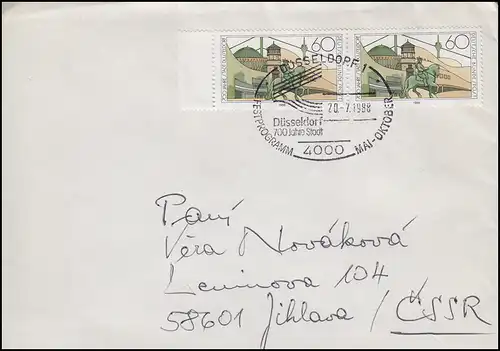 60
60
DÜSSELDORF 1
20.-7.1988
Düsseldorf
700 Jahre Stadt
FESTPROGRAMM
MAI-OKTOBER
4000
Paní
Věra Nováková
Leninova 104
58601 Jihlava / ČSSR